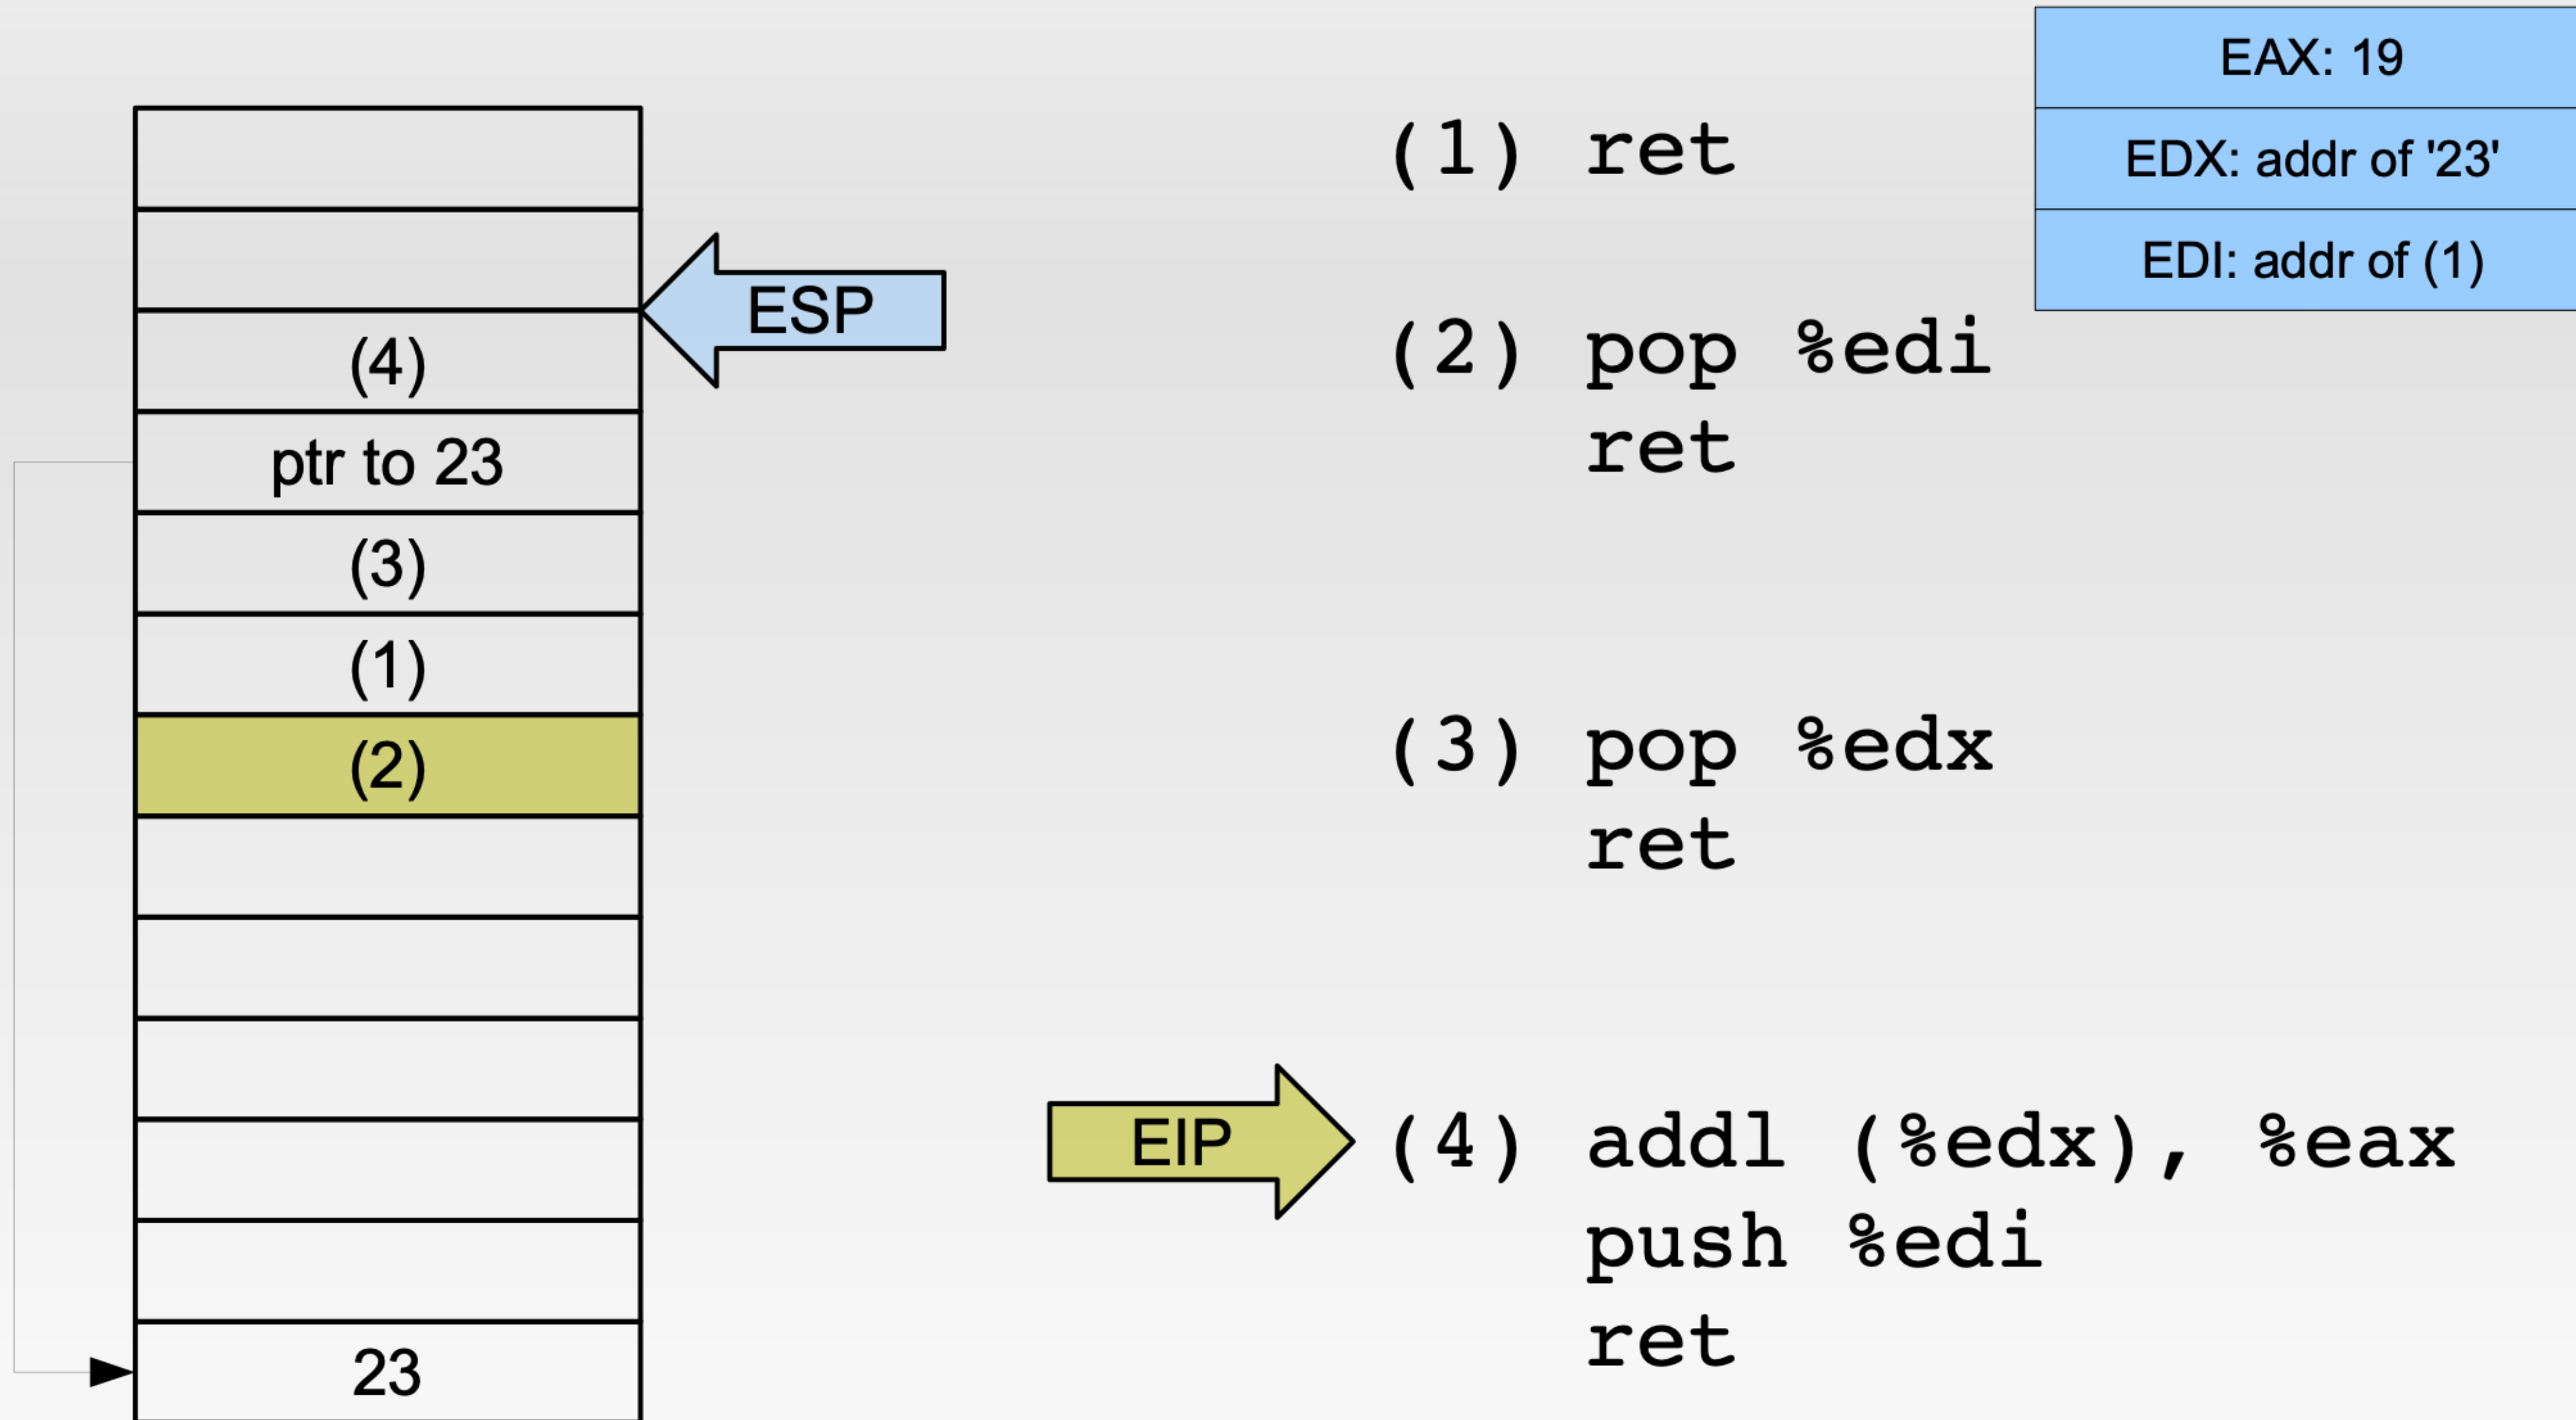 (4)
ptr to 23
(3)
(1)
(2)
23
ESP
EIP
(1) ret
(2) pop %edi
ret
(3) pop %edx
ret
(4) addl (%edx), %eax
push %edi
ret
EAX: 19
EDX: addr of '23'
EDI: addr of (1)